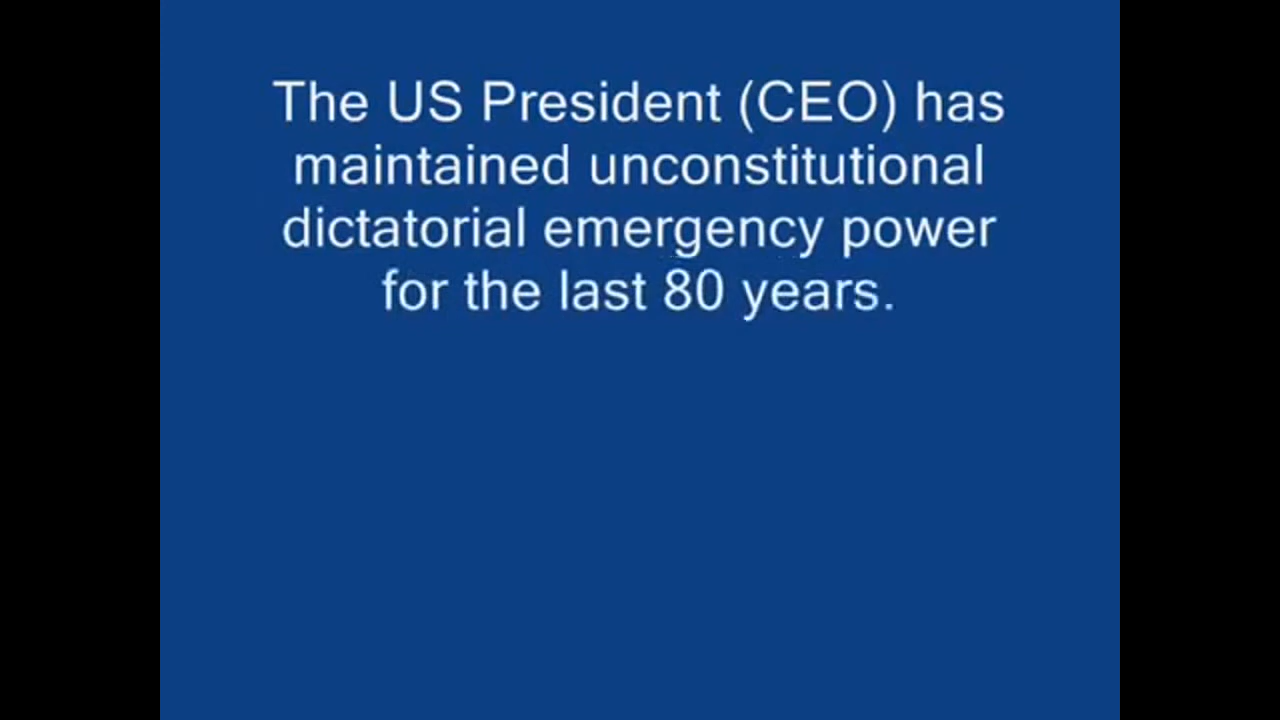 The US President (CEO) has
maintained unconstitutional
dictatorial emergency power
for the last 80 years.